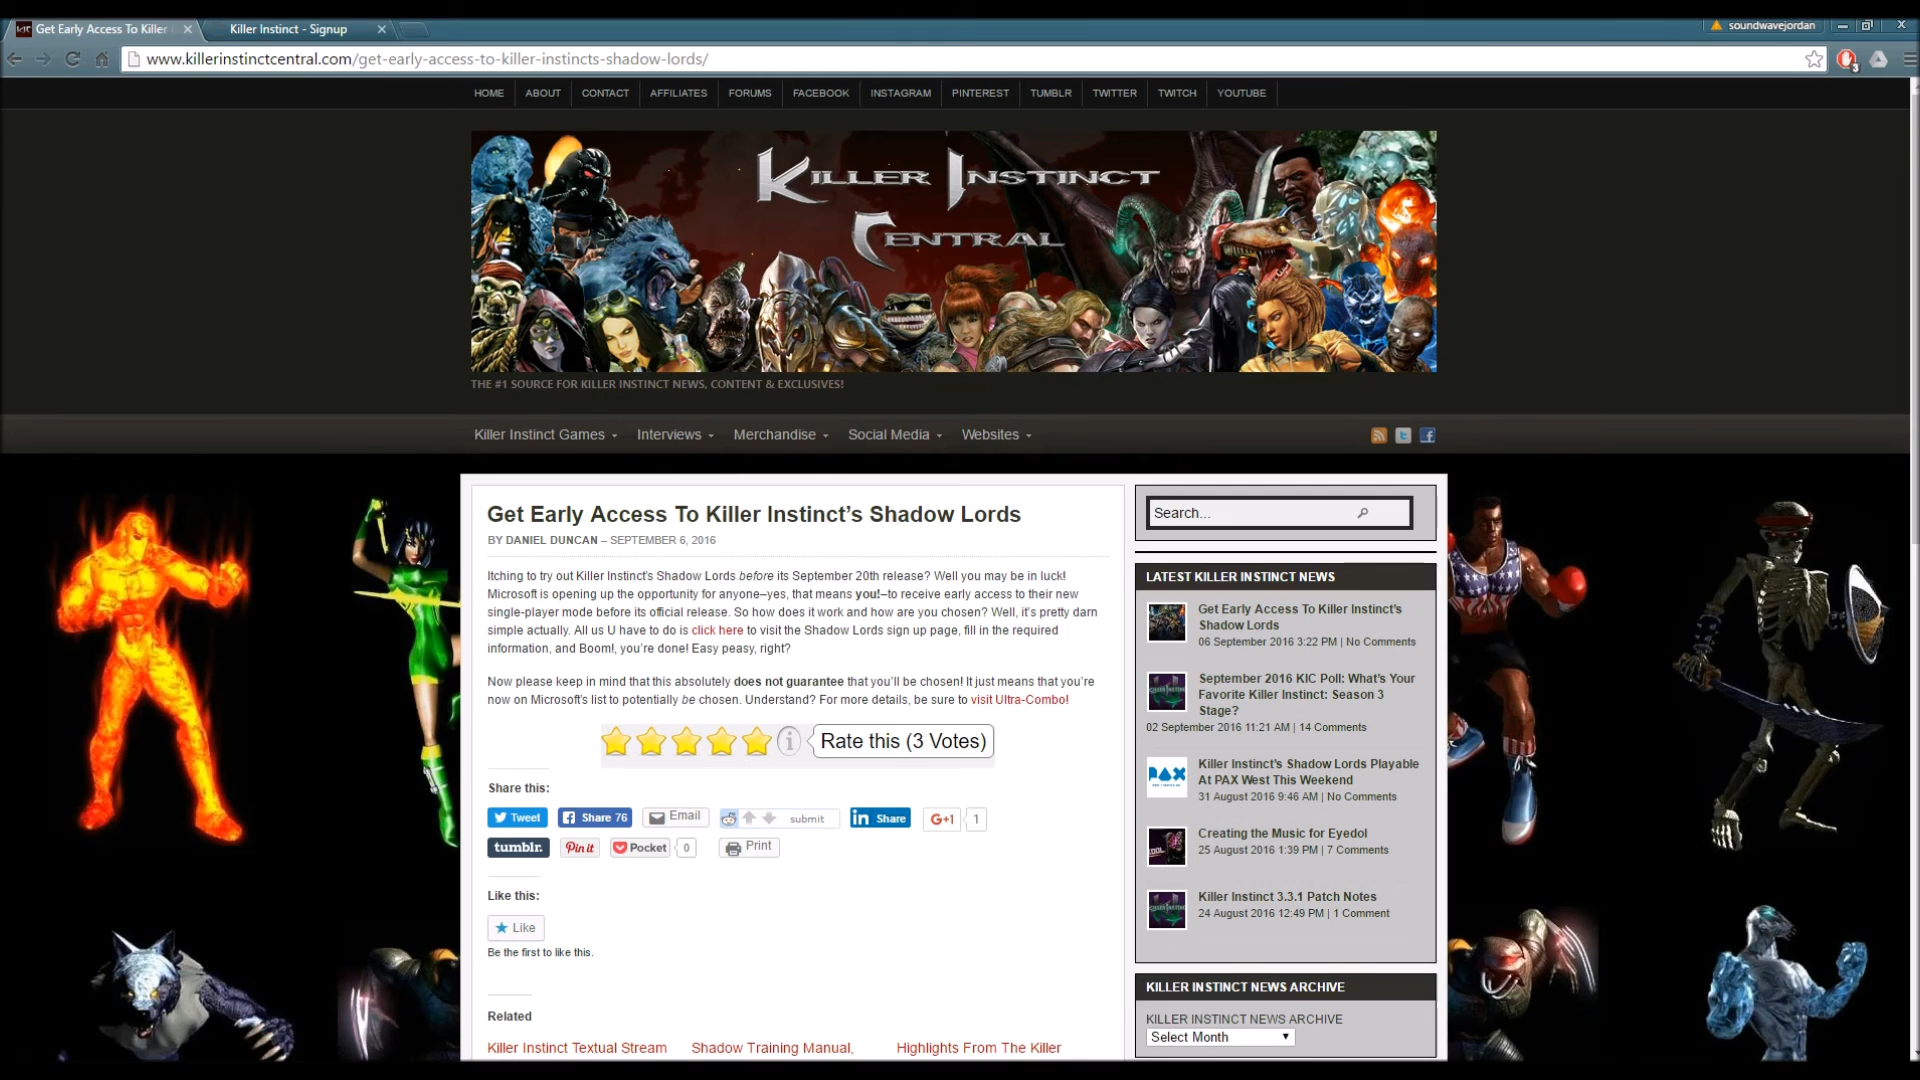 Get Early Access To Killer
Killer Instinct - Signup
soundwavejordan
www.killerinstinctcentral.com/get-early-access-to-killer-instincts-shadow-lords/
3
HOME
ABOUT
CONTACT
AFFILIATES
FORUMS
FACEBOOK
INSTAGRAM
PINTEREST
TUMBLR
TWITTER
TWITCH
YOUTUBE
KILLER INSTINCT
CENTRAL
THE #1 SOURCE FOR KILLER INSTINCT NEWS, CONTENT & EXCLUSIVES!
Killer Instinct Games
Interviews
Merchandise
Social Media
Websites
Get Early Access To Killer Instinct's Shadow Lords
BY DANIEL DUNCAN – SEPTEMBER 6, 2016
Itching to try out Killer Instinct's Shadow Lords before its September 20th release? Well you may be in luck!
Microsoft is opening up the opportunity for anyone–yes, that means you!–to receive early access to their new
single-player mode before its official release. So how does it work and how are you chosen? Well, it's pretty darn
simple actually. All us U have to do is click here to visit the Shadow Lords sign up page, fill in the required
information, and Boom!, you're done! Easy peasy, right?
Now please keep in mind that this absolutely does not guarantee that you'll be chosen! It just means that you're
now on Microsoft's list to potentially be chosen. Understand? For more details, be sure to visit Ultra-Combo!
Rate this (3 Votes)
Share this:
Tweet
Share 76
Email
submit
in Share
G+1
1
tumblr.
Pin it
Pocket
0
Print
Like this:
Like
Be the first to like this.
Related
Killer Instinct Textual Stream
Shadow Training Manual,
Highlights From The Killer
Search...
LATEST KILLER INSTINCT NEWS
Get Early Access To Killer Instinct's
Shadow Lords
06 September 2016 3:22 PM | No Comments
September 2016 KIC Poll: What's Your
Favorite Killer Instinct: Season 3
Stage?
02 September 2016 11:21 AM | 14 Comments
PAX
Killer Instinct's Shadow Lords Playable
At PAX West This Weekend
31 August 2016 9:46 AM | No Comments
Creating the Music for Eyedol
25 August 2016 1:39 PM | 7 Comments
Killer Instinct 3.3.1 Patch Notes
24 August 2016 12:49 PM | 1 Comment
KILLER INSTINCT NEWS ARCHIVE
KILLER INSTINCT NEWS ARCHIVE
Select Month